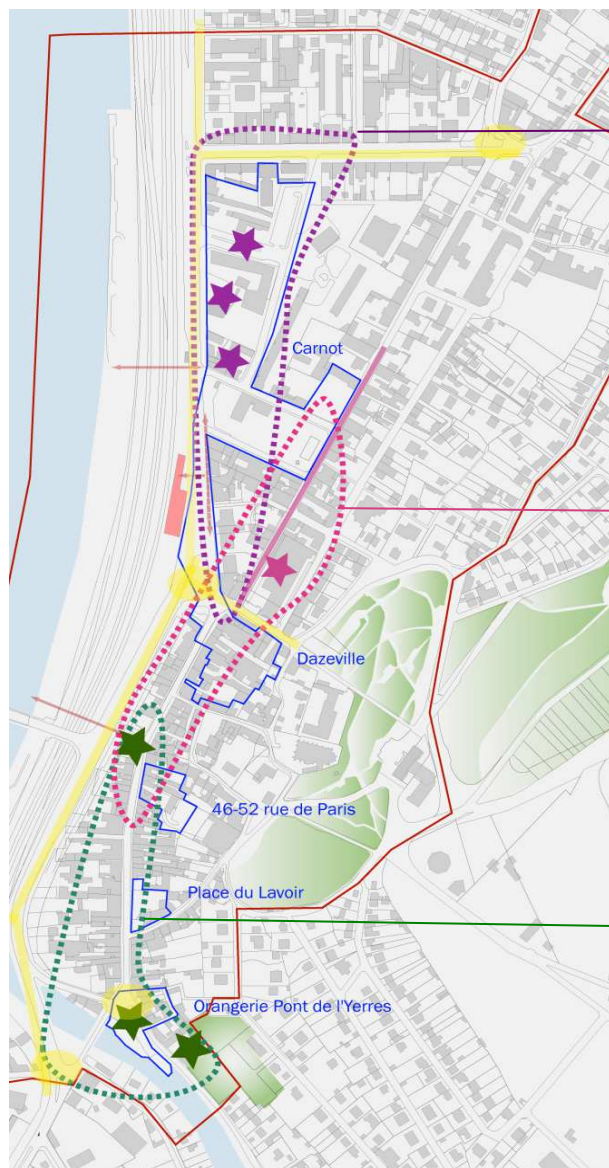 Carnot
Dazeville
46-52 rue de Paris
Place du Lavoir
Orangerie Pont de l'Yerres